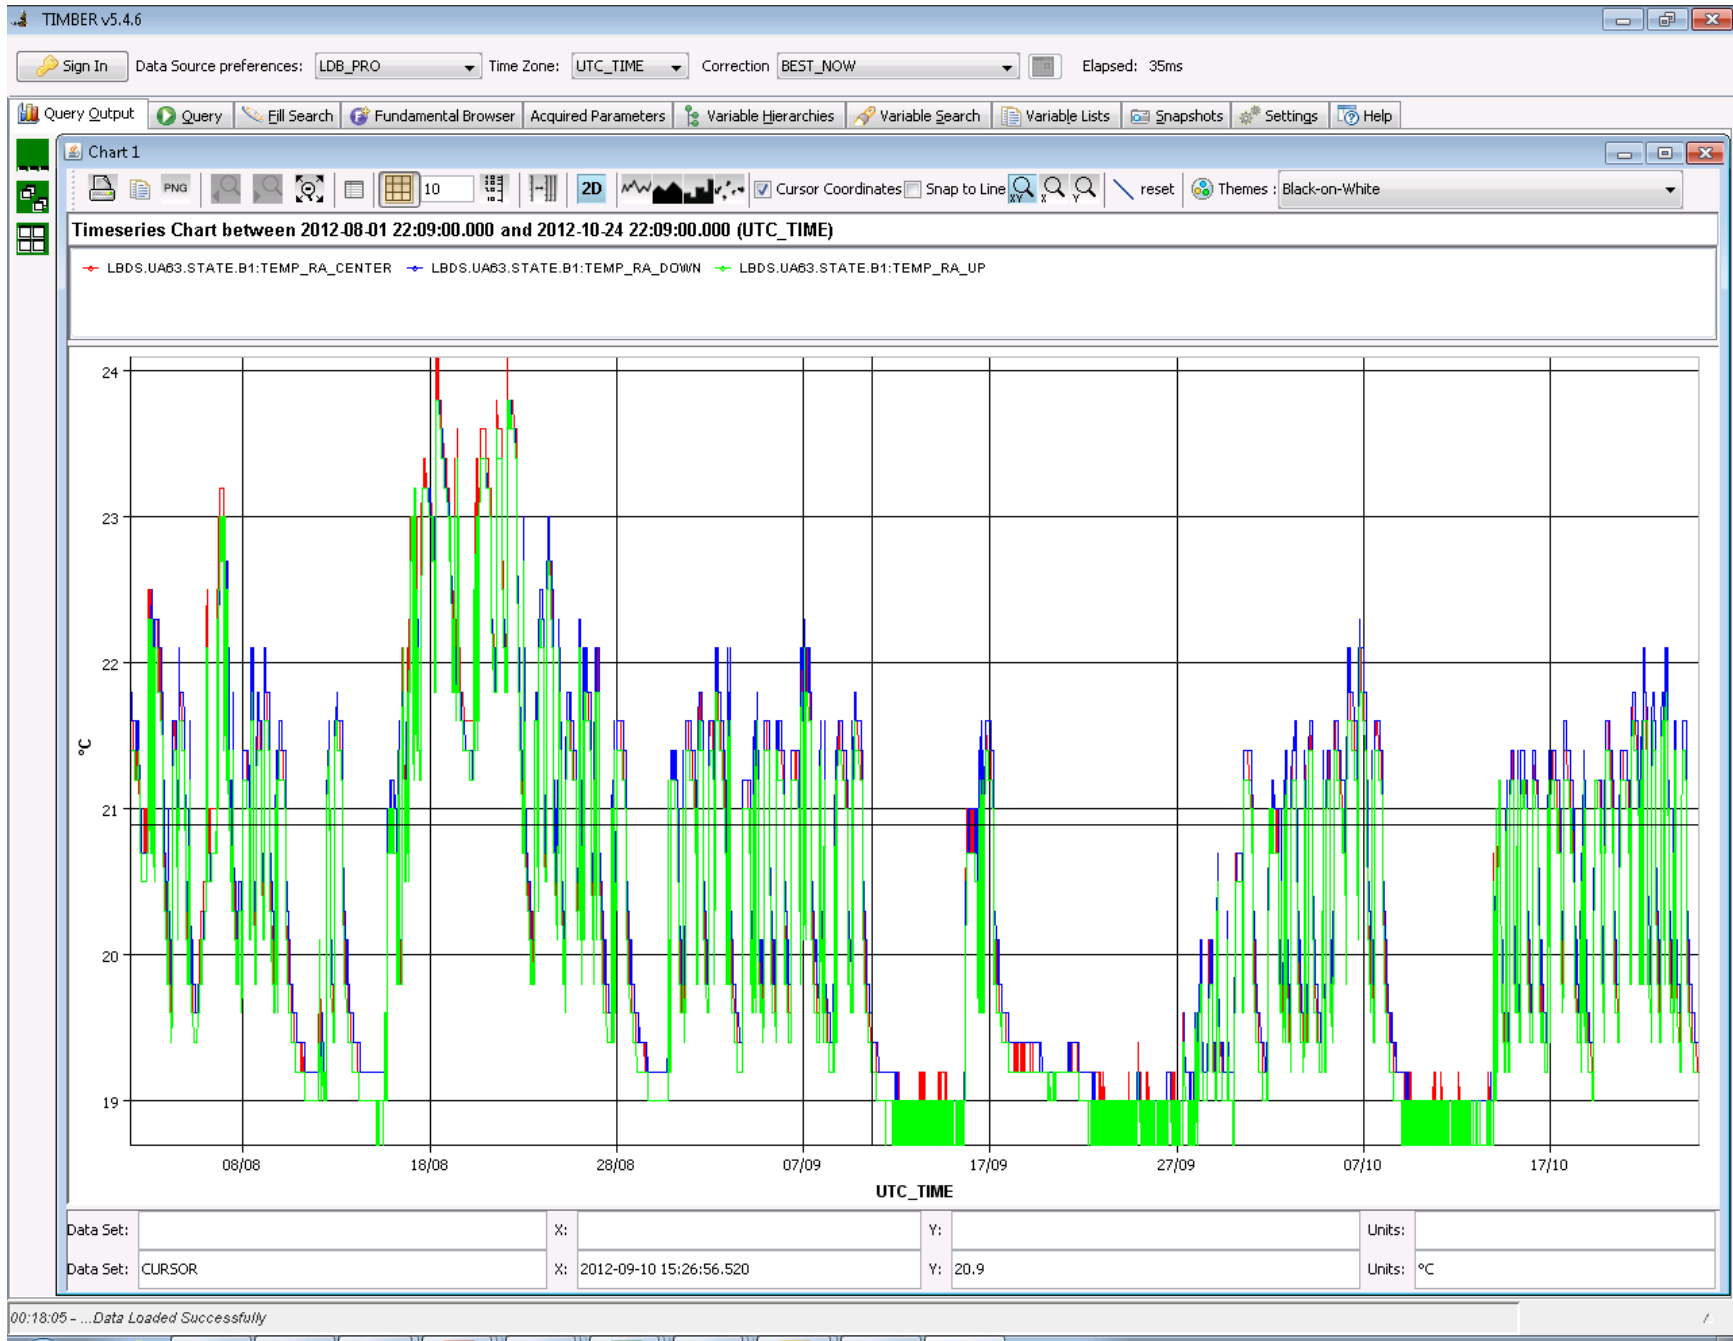 TIMBER v5.4.6
Sign In Data Source preferences: LDB_PRO Time Zone: UTC_TIME Correction BEST_NOW Elapsed: 35ms
Query Output Query Fill Search Fundamental Browser Acquired Parameters Variable Hierarchies Variable Search Variable Lists Snapshots Settings Help
Chart 1
PNG 10 2D Cursor Coordinates Snap to Line XY X Y reset Themes : Black-on-White
Timeseries Chart between 2012-08-01 22:09:00.000 and 2012-10-24 22:09:00.000 (UTC_TIME)
LBDS.UA63.STATE.B1:TEMP_RA_CENTER LBDS.UA63.STATE.B1:TEMP_RA_DOWN LBDS.UA63.STATE.B1:TEMP_RA_UP
24
23
22
°C
21
20
19
08/08 18/08 28/08 07/09 17/09 27/09 07/10 17/10
UTC_TIME
Data Set: X: Y: Units:
Data Set: CURSOR X: 2012-09-10 15:26:56.520 Y: 20.9 Units: °C
00:18:05 - ...Data Loaded Successfully